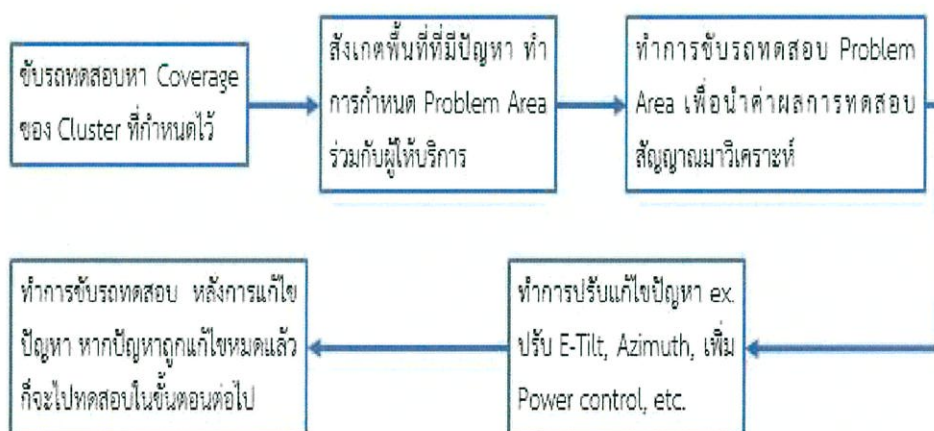 ขับรถทดสอบหา Coverage
ของ Cluster ที่กำหนดไว้
สังเกตพื้นที่ที่มีปัญหา ทำ
การกำหนด Problem Area
ร่วมกับผู้ให้บริการ
ทำการขับรถทดสอบ Problem
Area เพื่อนำค่าผลการทดสอบ
สัญญาณมาวิเคราะห์
ทำการปรับแก้ไขปัญหา ex.
ปรับ E-Tilt, Azimuth, เพิ่ม
Power control, etc.
ทำการขับรถทดสอบ หลังการแก้ไข
ปัญหา หากปัญหาถูกแก้ไขหมดแล้ว
ก็จะไปทดสอบในขั้นตอนต่อไป